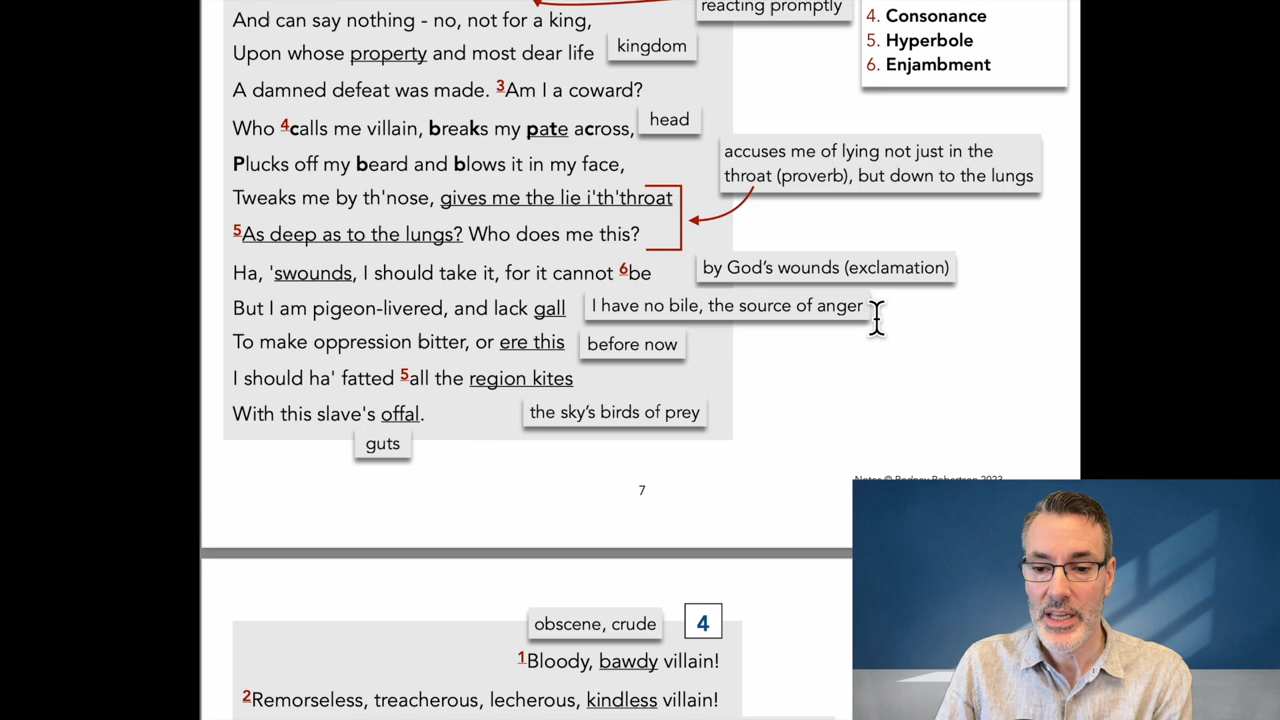 reacting promptly
And can say nothing - no, not for a king,
Upon whose property and most dear life
kingdom
A damned defeat was made. 3Am I a coward?
Who 4calls me villain, breaks my pate across,
head
Plucks off my beard and blows it in my face,
Tweaks me by th'nose, gives me the lie i'th'throat
5As deep as to the lungs? Who does me this?
accuses me of lying not just in the
throat (proverb), but down to the lungs
Ha, 'swounds, I should take it, for it cannot 6be
by God's wounds (exclamation)
But I am pigeon-livered, and lack gall
I have no bile, the source of anger
To make oppression bitter, or ere this
before now
I should ha' fatted 5all the region kites
With this slave's offal.
the sky's birds of prey
guts
4. Consonance
5. Hyperbole
6. Enjambment
Notes © Rodney Robertson 2023
7
obscene, crude
4
1Bloody, bawdy villain!
2Remorseless, treacherous, lecherous, kindless villain!